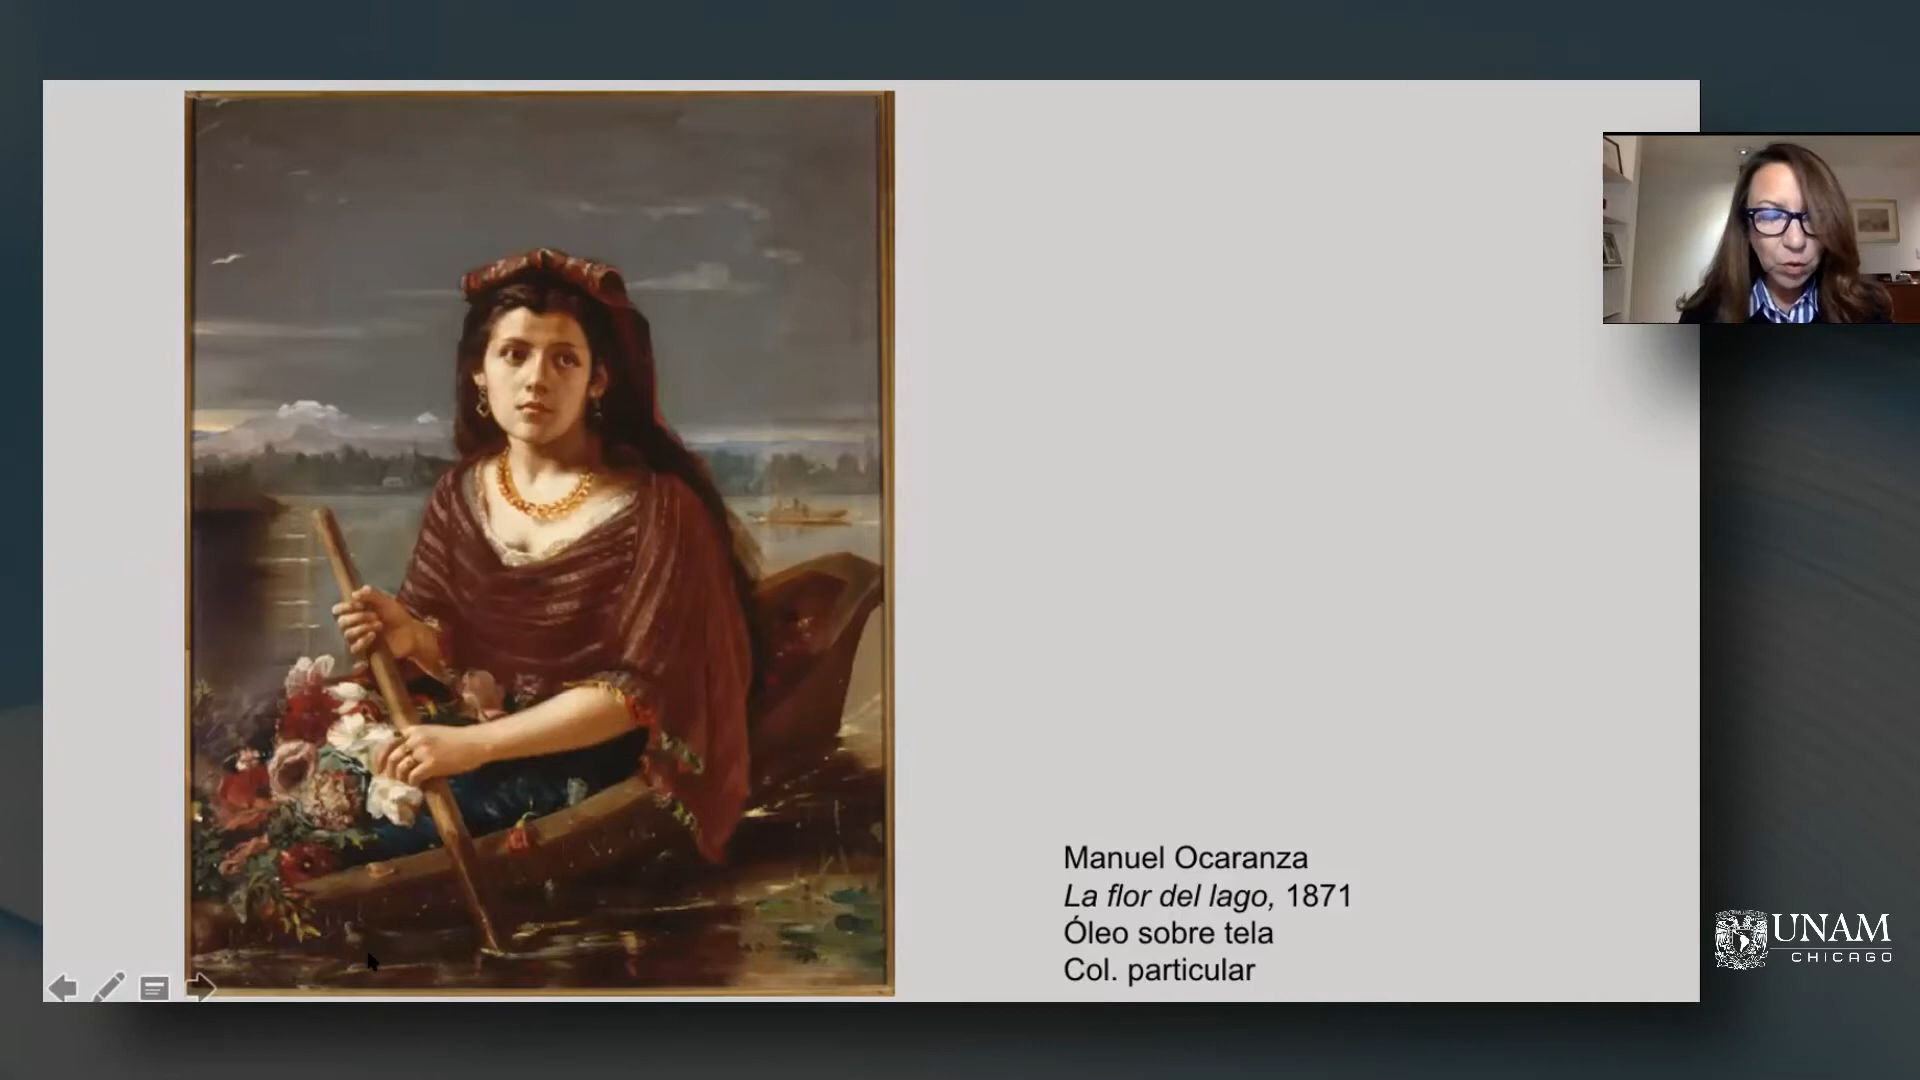 Manuel Ocaranza
La flor del lago, 1871
Óleo sobre tela
Col. particular
UNAM
CHICAGO